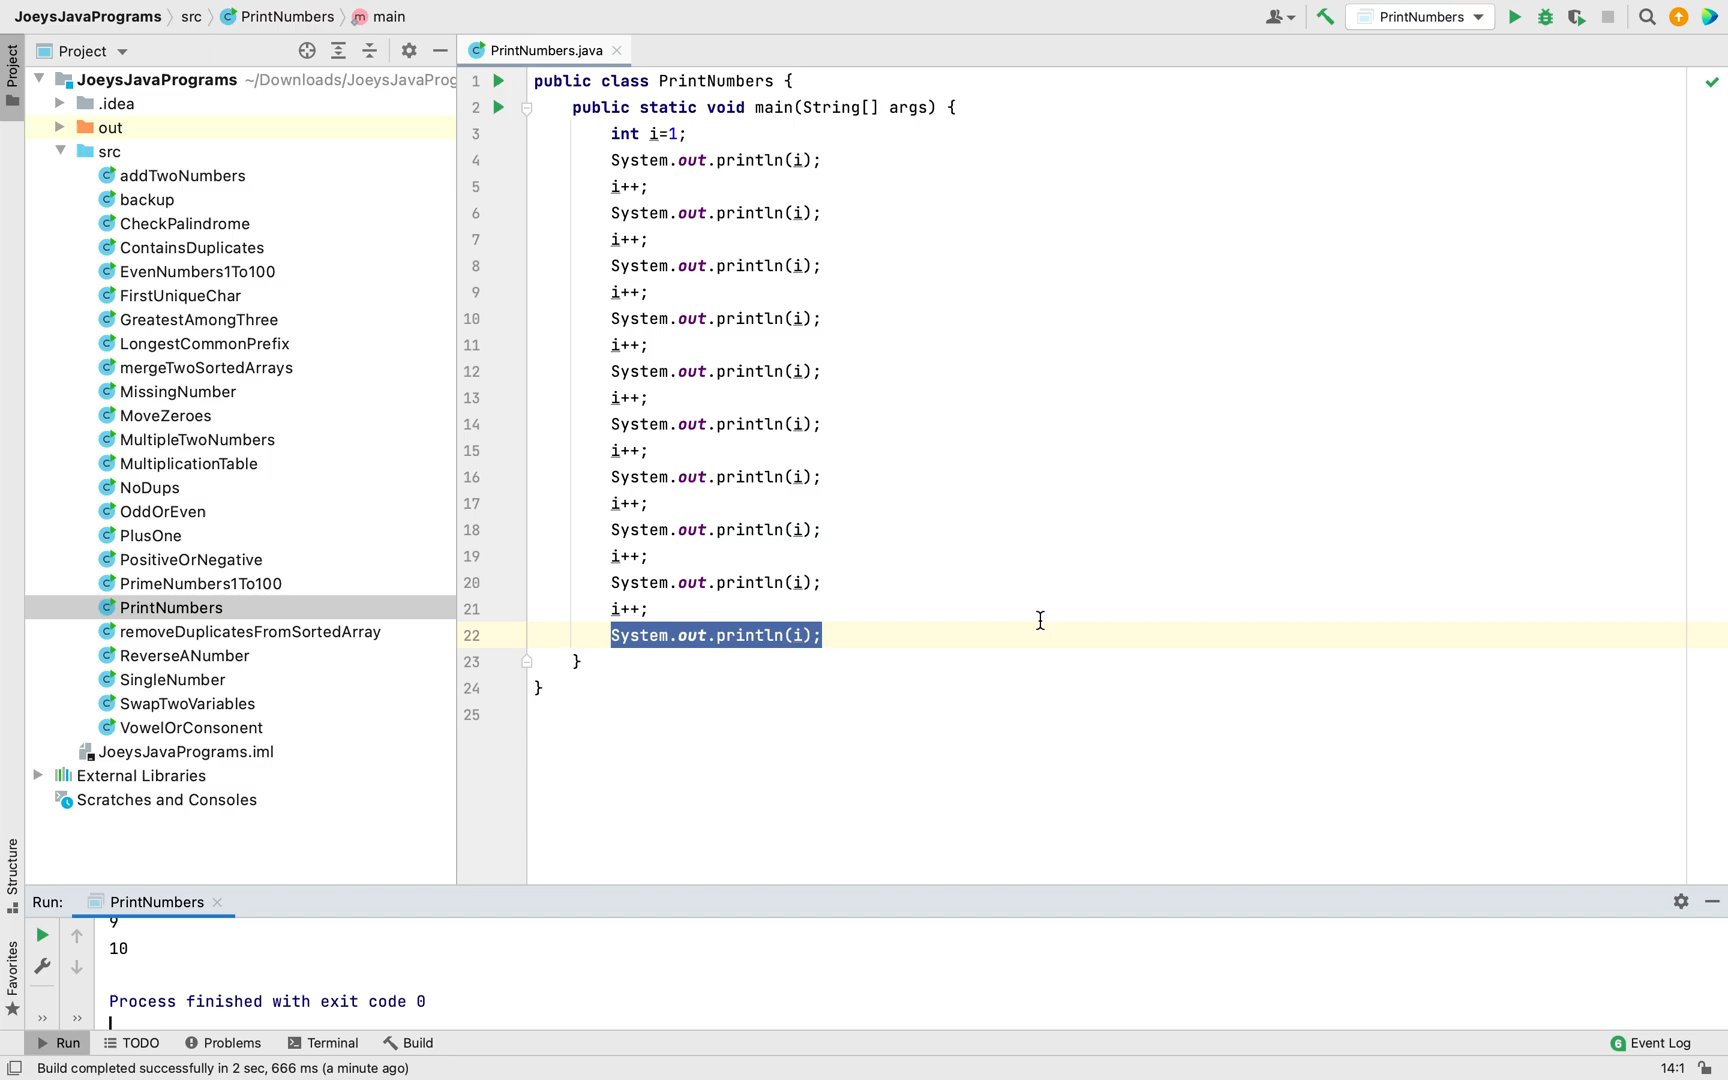 JoeysJavaPrograms src PrintNumbers main PrintNumbers
Project
Project
PrintNumbers.java
JoeysJavaPrograms ~/Downloads/JoeysJavaProg
.idea
out
src
addTwoNumbers
backup
CheckPalindrome
ContainsDuplicates
EvenNumbers1To100
FirstUniqueChar
GreatestAmongThree
LongestCommonPrefix
mergeTwoSortedArrays
MissingNumber
MoveZeroes
MultipleTwoNumbers
MultiplicationTable
NoDups
OddOrEven
PlusOne
PositiveOrNegative
PrimeNumbers1To100
PrintNumbers
removeDuplicatesFromSortedArray
ReverseANumber
SingleNumber
SwapTwoVariables
VowelOrConsonent
JoeysJavaPrograms.iml
External Libraries
Scratches and Consoles
1 public class PrintNumbers {
2 public static void main(String[] args) {
3 int i=1;
4 System.out.println(i);
5 i++;
6 System.out.println(i);
7 i++;
8 System.out.println(i);
9 i++;
10 System.out.println(i);
11 i++;
12 System.out.println(i);
13 i++;
14 System.out.println(i);
15 i++;
16 System.out.println(i);
17 i++;
18 System.out.println(i);
19 i++;
20 System.out.println(i);
21 i++;
22 System.out.println(i);
23 }
24 }
25
Structure
Favorites
Run: PrintNumbers
9
10
Process finished with exit code 0
Run TODO Problems Terminal Build 6 Event Log
Build completed successfully in 2 sec, 666 ms (a minute ago) 14:1